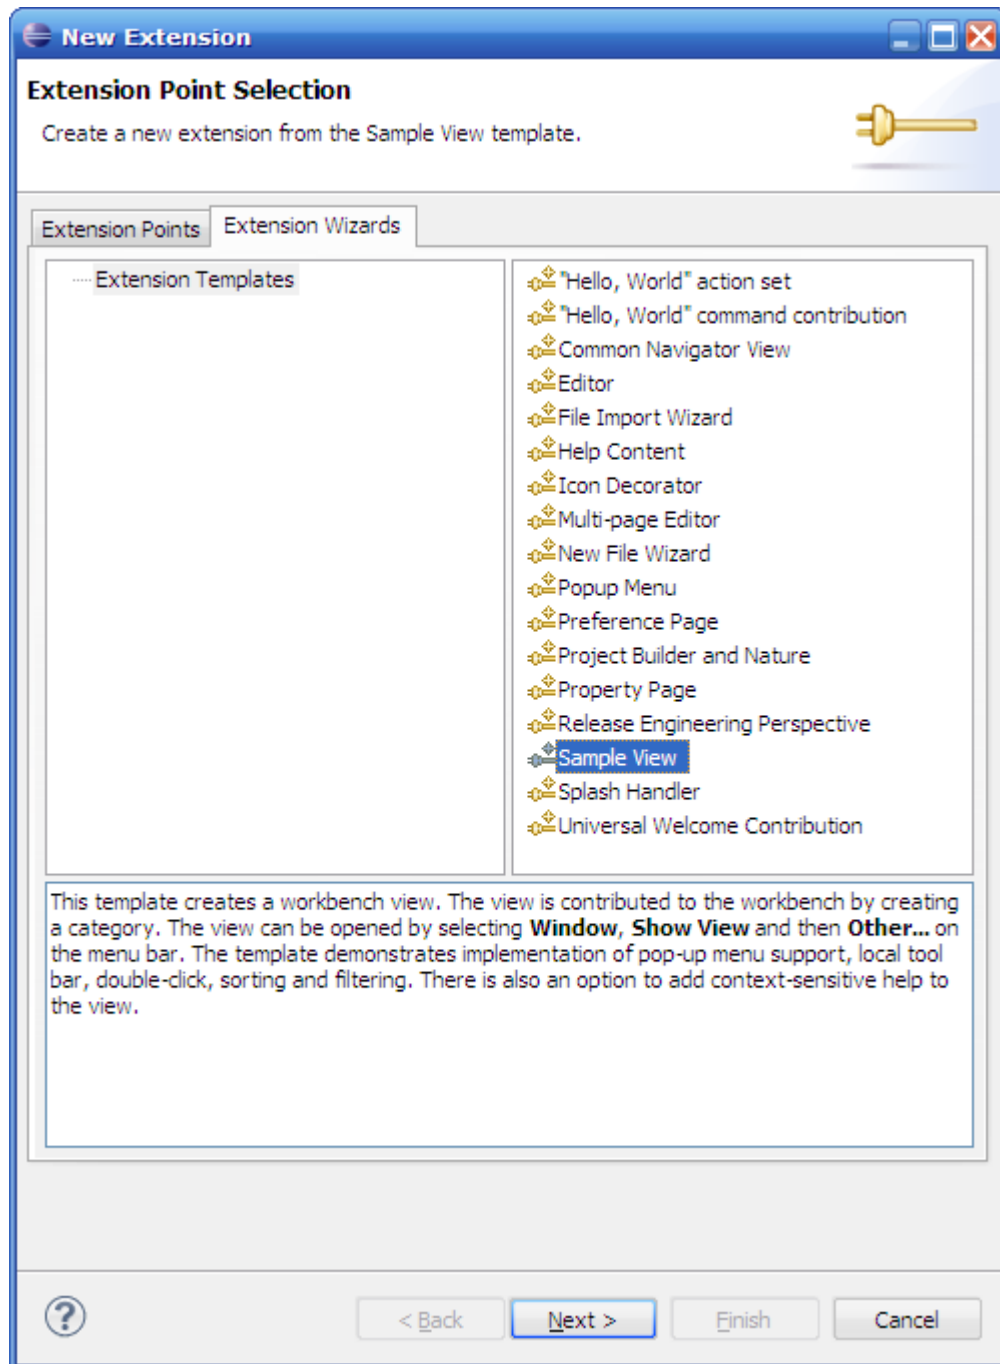 New Extension
Extension Point Selection
Create a new extension from the Sample View template.
Extension Points
Extension Wizards
Extension Templates
"Hello, World" action set
"Hello, World" command contribution
Common Navigator View
Editor
File Import Wizard
Help Content
Icon Decorator
Multi-page Editor
New File Wizard
Popup Menu
Preference Page
Project Builder and Nature
Property Page
Release Engineering Perspective
Sample View
Splash Handler
Universal Welcome Contribution
This template creates a workbench view. The view is contributed to the workbench by creating
a category. The view can be opened by selecting Window, Show View and then Other... on
the menu bar. The template demonstrates implementation of pop-up menu support, local tool
bar, double-click, sorting and filtering. There is also an option to add context-sensitive help to
the view.
?
< Back
Next >
Finish
Cancel